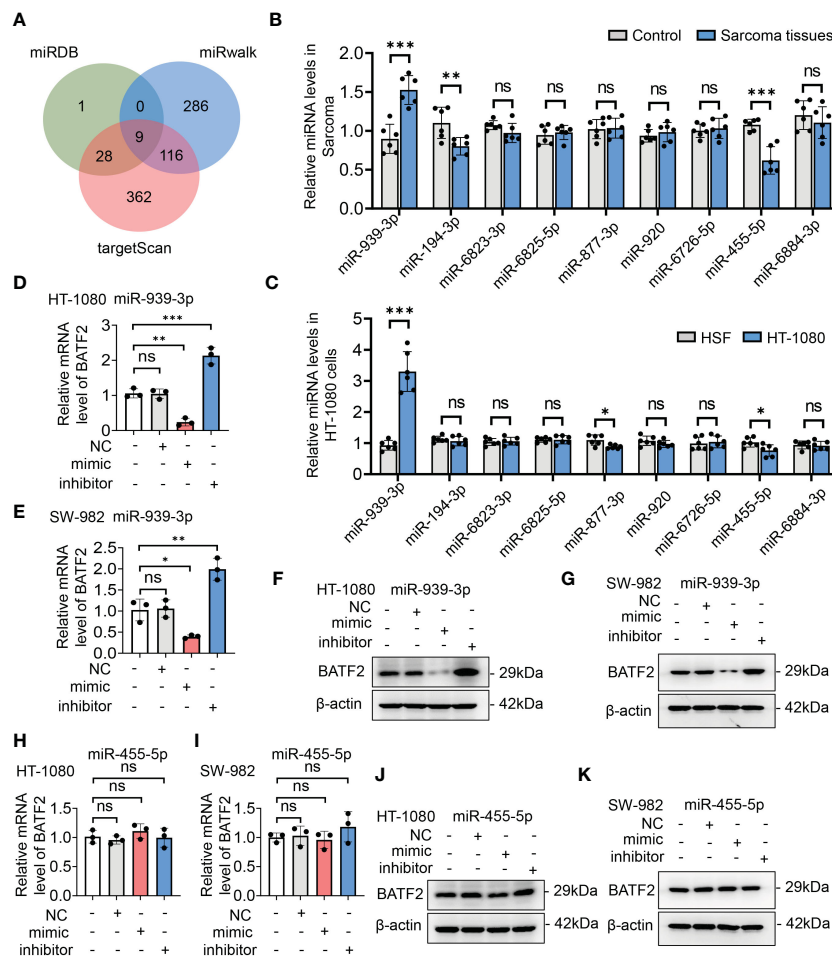 A
miRDB
miRwalk
1
0
286
9
28
116
362
targetScan
B
Relative miRNA levels in
Sarcoma
2.0
1.5
1.0
0.5
0.0
Control
Sarcoma tissues
***
**
ns
ns
ns
ns
ns
***
ns
miR-939-3p
miR-194-3p
miR-6823-3p
miR-6825-5p
miR-877-3p
miR-920
miR-6726-5p
miR-455-5p
miR-6884-3p
C
Relative miRNA levels in
HT-1080 cells
5
4
3
2
1
0
HSF
HT-1080
***
ns
ns
ns
*
ns
ns
*
ns
miR-939-3p
miR-194-3p
miR-6823-3p
miR-6825-5p
miR-877-3p
miR-920
miR-6726-5p
miR-455-5p
miR-6884-3p
D
HT-1080 miR-939-3p
Relative mRNA
level of BATF2
3
2
1
0
***
**
ns
NC - + - -
mimic - - + -
inhibitor - - - +
E
SW-982 miR-939-3p
Relative mRNA
level of BATF2
2.5
2.0
1.5
1.0
0.5
0.0
**
*
ns
NC - + - -
mimic - - + -
inhibitor - - - +
F
HT-1080 miR-939-3p
NC - + - -
mimic - - + -
inhibitor - - - +
BATF2 - 29kDa
β-actin - 42kDa
G
SW-982 miR-939-3p
NC - + - -
mimic - - + -
inhibitor - - - +
BATF2 - 29kDa
β-actin - 42kDa
H
HT-1080 miR-455-5p
Relative mRNA
level of BATF2
1.5
1.0
0.5
0.0
ns
ns
ns
NC - + - -
mimic - - + -
inhibitor - - - +
I
SW-982 miR-455-5p
Relative mRNA
level of BATF2
2.0
1.5
1.0
0.5
0.0
ns
ns
ns
NC - + - -
mimic - - + -
inhibitor - - - +
J
HT-1080 miR-455-5p
NC - + - -
mimic - - + -
inhibitor - - - +
BATF2 - 29kDa
β-actin - 42kDa
K
SW-982 miR-455-5p
NC - + - -
mimic - - + -
inhibitor - - - +
BATF2 - 29kDa
β-actin - 42kDa